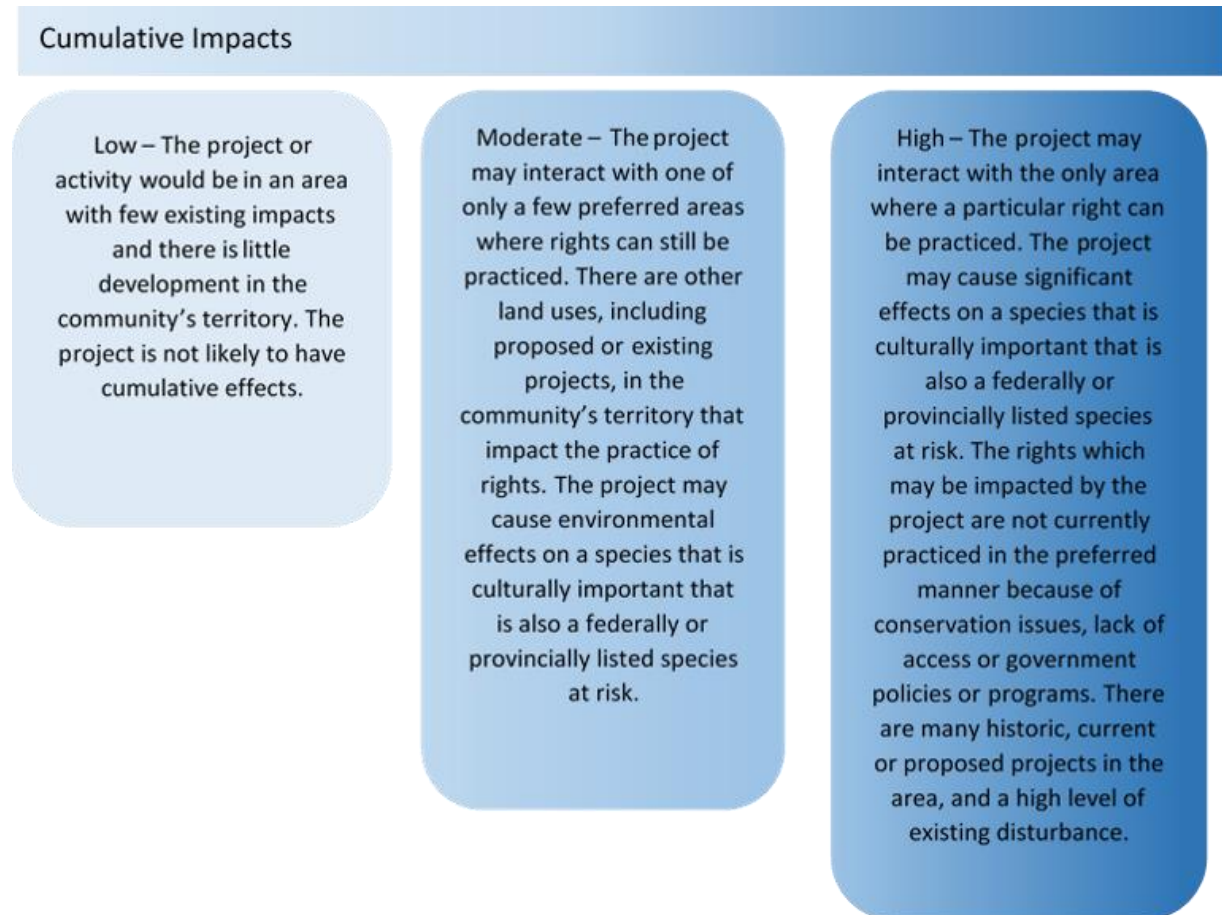 Cumulative Impacts
Low – The project or
activity would be in an area
with few existing impacts
and there is little
development in the
community’s territory. The
project is not likely to have
cumulative effects.
Moderate – The project
may interact with one of
only a few preferred areas
where rights can still be
practiced. There are other
land uses, including
proposed or existing
projects, in the
community’s territory that
impact the practice of
rights. The project may
cause environmental
effects on a species that is
culturally important that
is also a federally or
provincially listed species
at risk.
High – The project may
interact with the only area
where a particular right can
be practiced. The project
may cause significant
effects on a species that is
culturally important that is
also a federally or
provincially listed species
at risk. The rights which
may be impacted by the
project are not currently
practiced in the preferred
manner because of
conservation issues, lack of
access or government
policies or programs. There
are many historic, current
or proposed projects in the
area, and a high level of
existing disturbance.